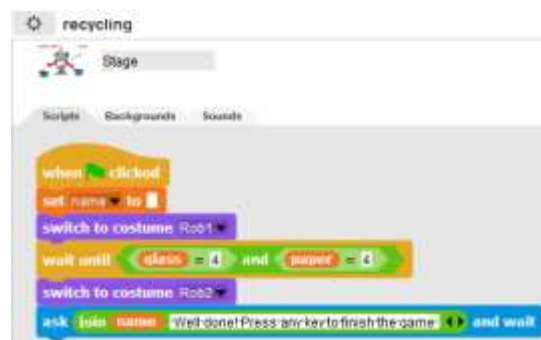 recycling
Stage
Scripts Backgrounds Sounds
when clicked
set name to
switch to costume Rob1
wait until glass = 4 and paper = 4
switch to costume Rob2
ask join name Well done! Press any key to finish the game and wait